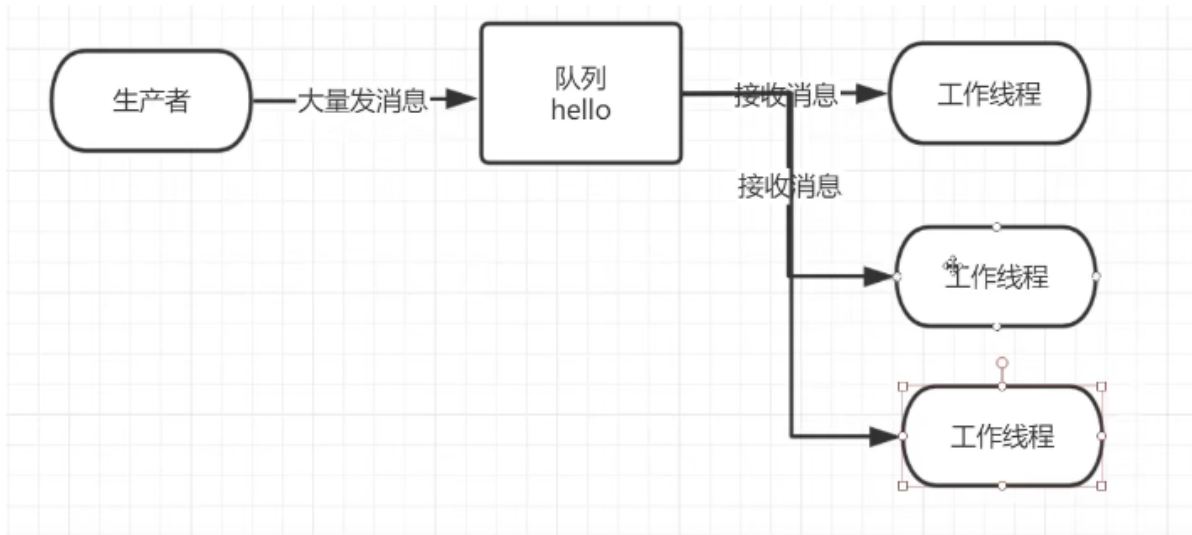 生产者
大量发消息
队列
hello
接收消息
工作线程
接收消息
工作线程
工作线程